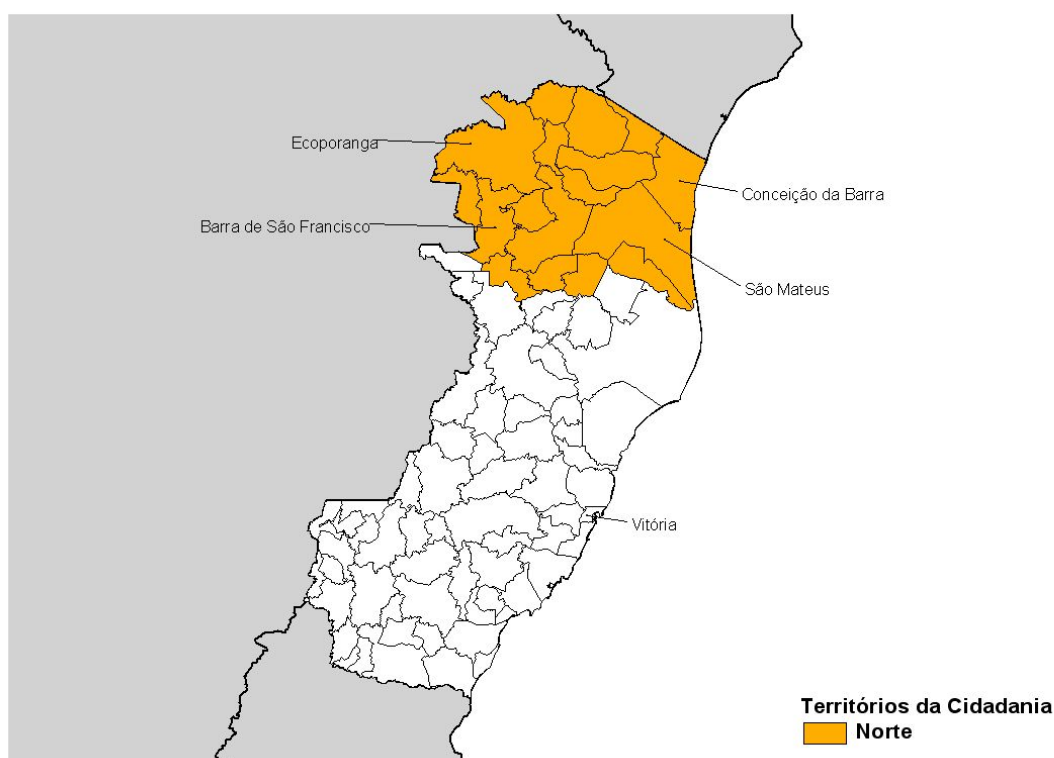 Ecoporanga
Conceição da Barra
Barra de São Francisco
São Mateus
Vitória
Territórios da Cidadania
Norte